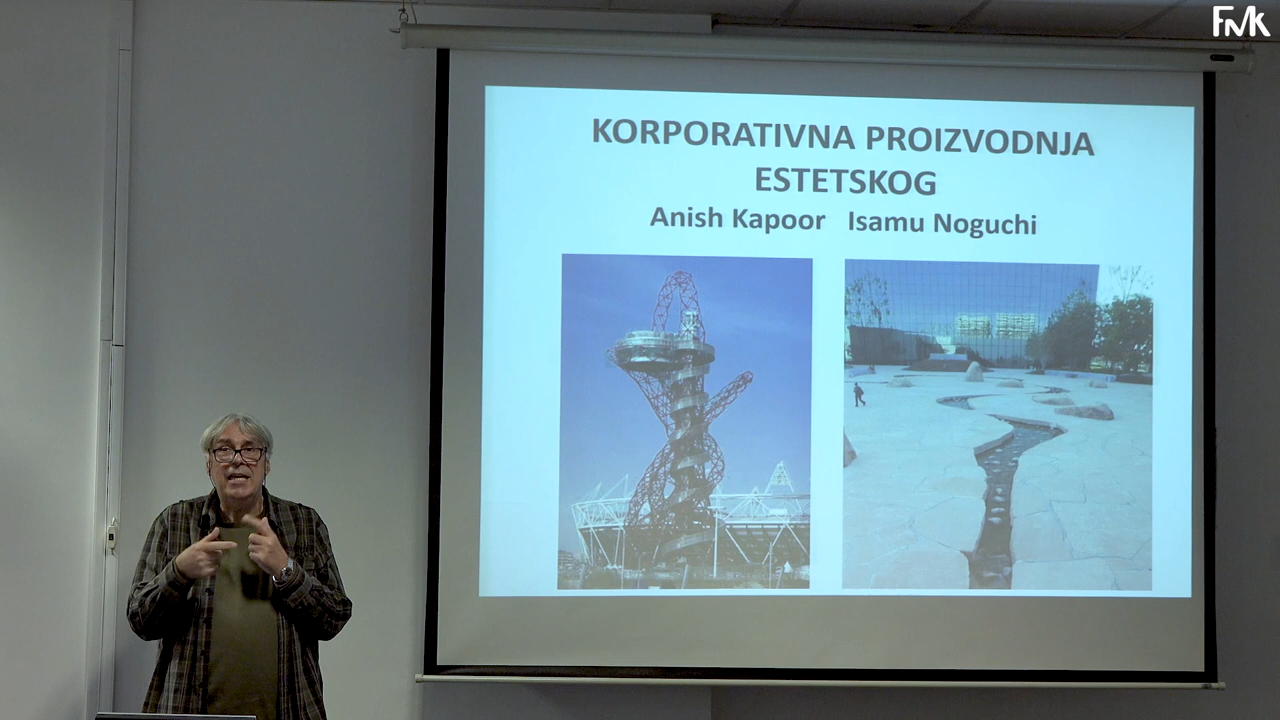 FMK
KORPORATIVNA PROIZVODNJA
ESTETSKOG
Anish Kapoor Isamu Noguchi